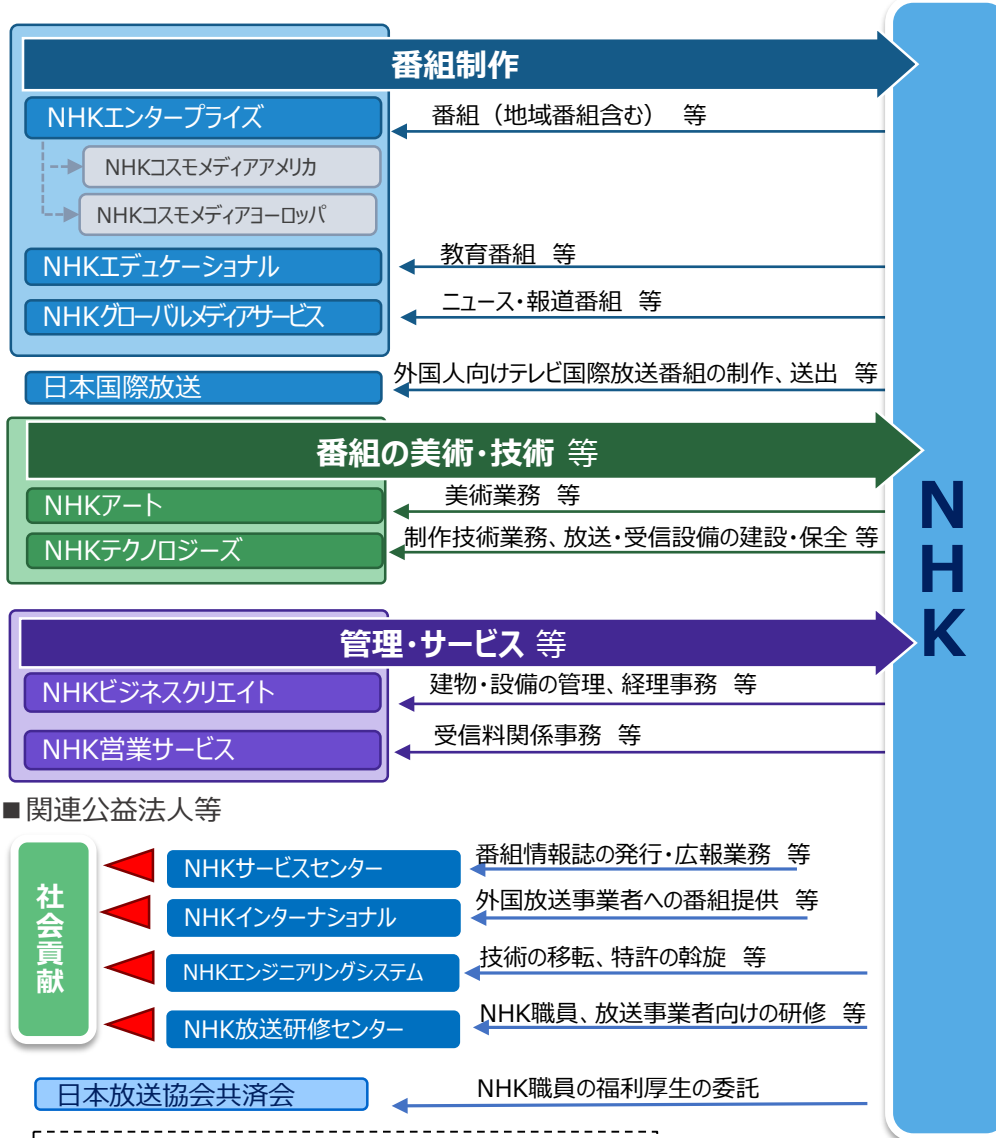 番組制作
NHKエンタープライズ
番組（地域番組含む）　等
NHKコスモメディアアメリカ
NHKコスモメディアヨーロッパ
NHKエデュケーショナル
教育番組　等
NHKグローバルメディアサービス
ニュース・報道番組　等
日本国際放送
外国人向けテレビ国際放送番組の制作、送出　等
番組の美術・技術 等
NHKアート
美術業務　等
NHKテクノロジーズ
制作技術業務、放送・受信設備の建設・保全 等
管理・サービス 等
NHKビジネスクリエイト
建物・設備の管理、経理事務　等
NHK営業サービス
受信料関係事務　等
NHK
■関連公益法人等
社会貢献
NHKサービスセンター
番組情報誌の発行・広報業務　等
NHKインターナショナル
外国放送事業者への番組提供　等
NHKエンジニアリングシステム
技術の移転、特許の斡旋　等
NHK放送研修センター
NHK職員、放送事業者向けの研修　等
日本放送協会共済会
NHK職員の福利厚生の委託